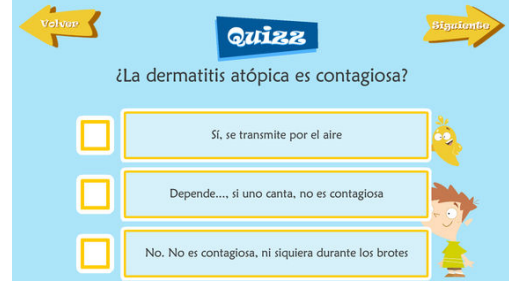 Volver
Quizz
Siguiente
¿La dermatitis atópica es contagiosa?
Sí, se transmite por el aire
Depende..., si uno canta, no es contagiosa
No. No es contagiosa, ni siquiera durante los brotes